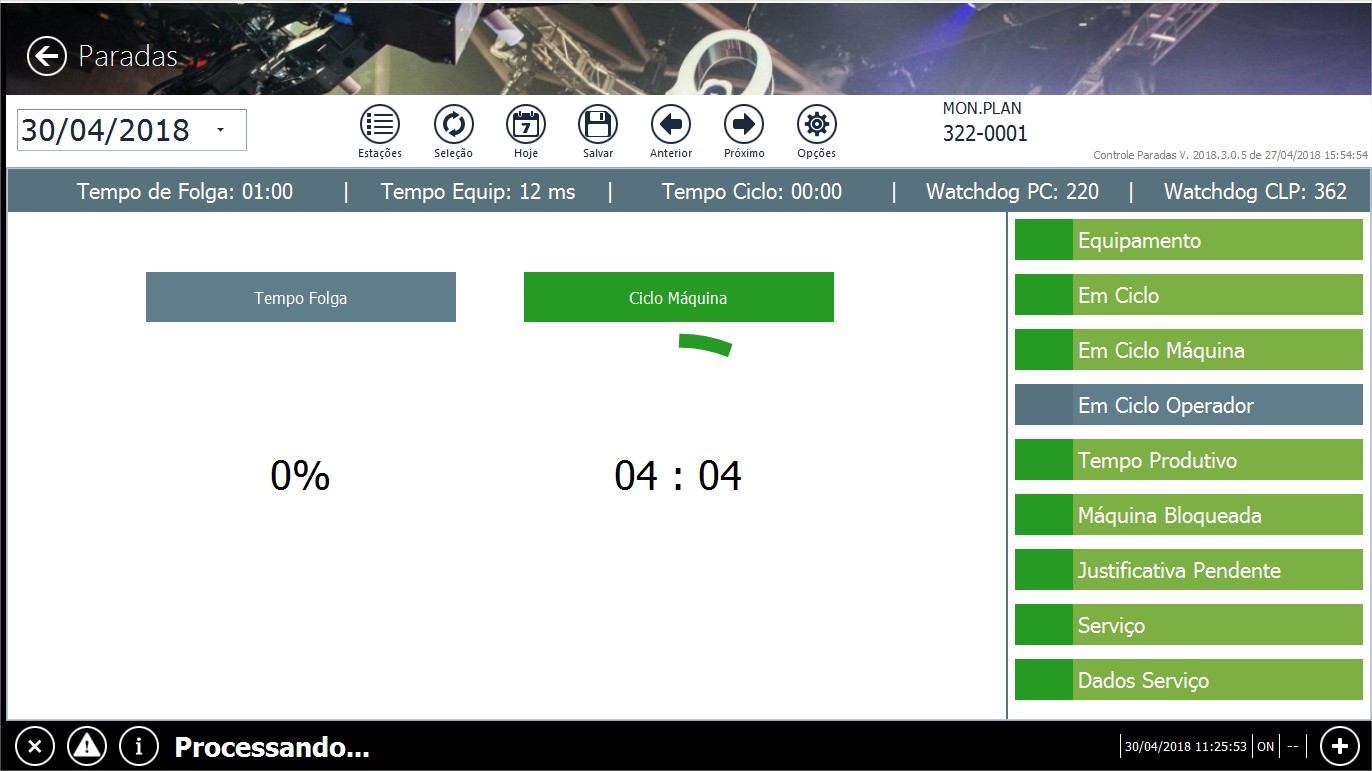 Paradas
30/04/2018
Estações
Seleção
7
Hoje
Salvar
Anterior
Próximo
Opções
MON.PLAN
322-0001
Controle Paradas V. 2018.3.0.5 de 27/04/2018 15:54:54
Tempo de Folga: 01:00 | Tempo Equip: 12 ms | Tempo Ciclo: 00:00 | Watchdog PC: 220 | Watchdog CLP: 362
Tempo Folga
Ciclo Máquina
0%
04 : 04
Equipamento
Em Ciclo
Em Ciclo Máquina
Em Ciclo Operador
Tempo Produtivo
Máquina Bloqueada
Justificativa Pendente
Serviço
Dados Serviço
Processando...
30/04/2018 11:25:53 | ON | -- |